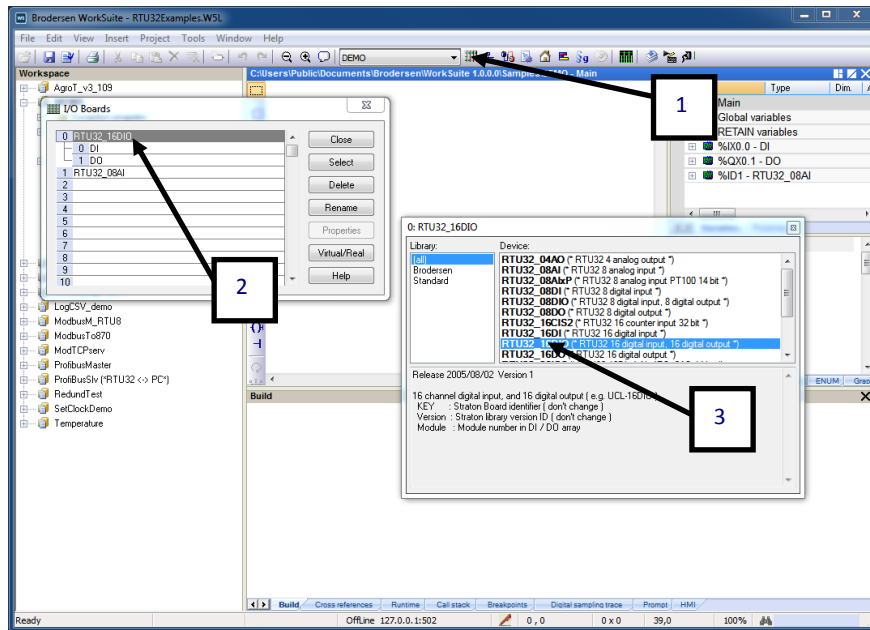 Brodersen WorkSuite - RTU32Examples.W5L
File Edit View Insert Project Tools Window Help
DEMO
Workspace
C:\Users\Public\Documents\Brodersen\WorkSuite 1.0.0.0\Samples\DEMO - Main
AgroT_v3_109
I/O Boards
0 RTU32_16DIO
0 DI
1 DO
1 RTU32_08AI
2
3
4
5
6
7
8
9
10
Close
Select
Delete
Rename
Properties
Virtual/Real
Help
Type Dim.
Main
Global variables
RETAIN variables
%IX0.0 - DI
%QX0.1 - DO
%ID1 - RTU32_08AI
1
2
3
0: RTU32_16DIO
Library:
(all)
Brodersen
Standard
Device:
RTU32_04AO (* RTU32 4 analog output *)
RTU32_08AI (* RTU32 8 analog input *)
RTU32_08AIxP (* RTU32 8 analog input PT100 14 bit *)
RTU32_08DI (* RTU32 8 digital input *)
RTU32_08DIO (* RTU32 8 digital input, 8 digital output *)
RTU32_08DO (* RTU32 8 digital output *)
RTU32_16CIS2 (* RTU32 16 counter input 32 bit *)
RTU32_16DI (* RTU32 16 digital input *)
RTU32_16DIO (* RTU32 16 digital input, 16 digital output *)
RTU32_16DO (* RTU32 16 digital output *)
Release 2005/08/02 Version 1
16 channel digital input, and 16 digital output ( e.g. UCL-16DIO )
KEY : Straton Board identifier ( don't change )
Version : Straton library version ID ( don't change )
Module : Module number in DI / DO array
LogCSV_demo
ModbusM_RTU8
ModbusTo870
ModTCPserv
ProfibusMaster
ProfiBusSlv (*RTU32 <-> PC*)
RedundTest
SetClockDemo
Temperature
ENUM
Build
Build Cross references Runtime Call stack Breakpoints Digital sampling trace Prompt HMI
Ready OffLine 127.0.0.1:502 0 , 0 0 x 0 39,0 100%